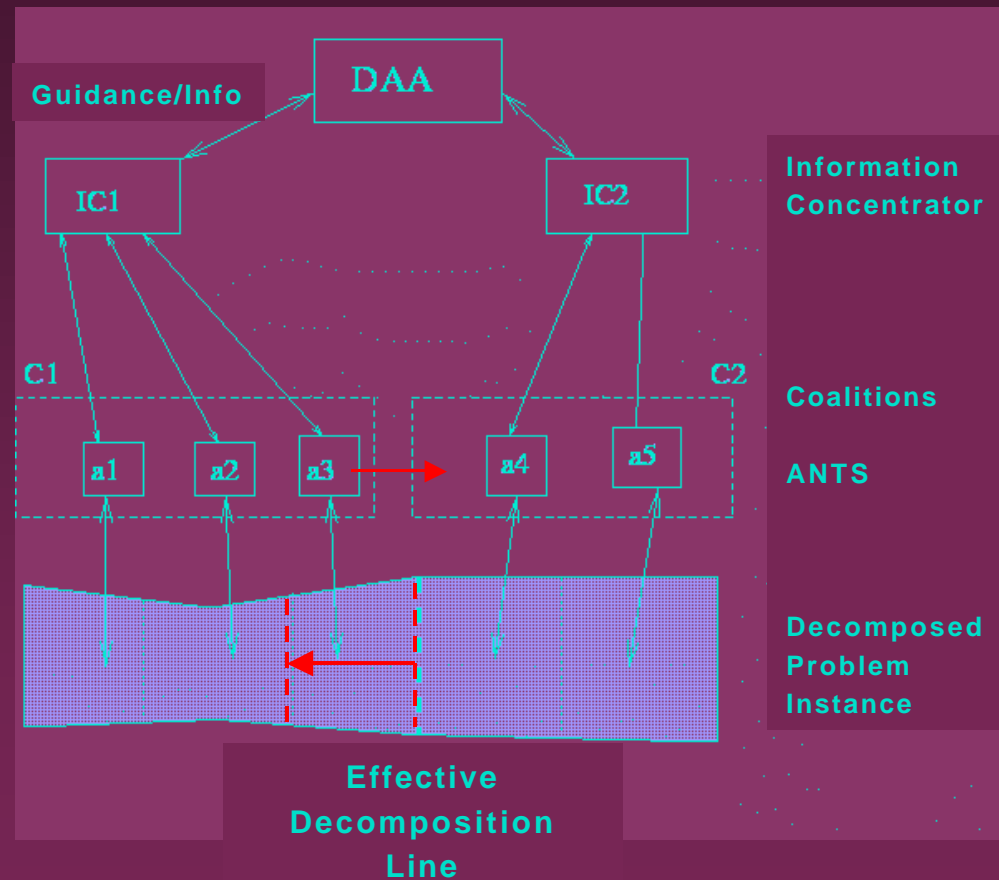 DAA
Guidance/Info
IC1
IC2
Information
Concentrator
C1
C2
Coalitions
a1
a2
a3
a4
a5
ANTS
Decomposed
Problem
Instance
Effective
Decomposition
Line